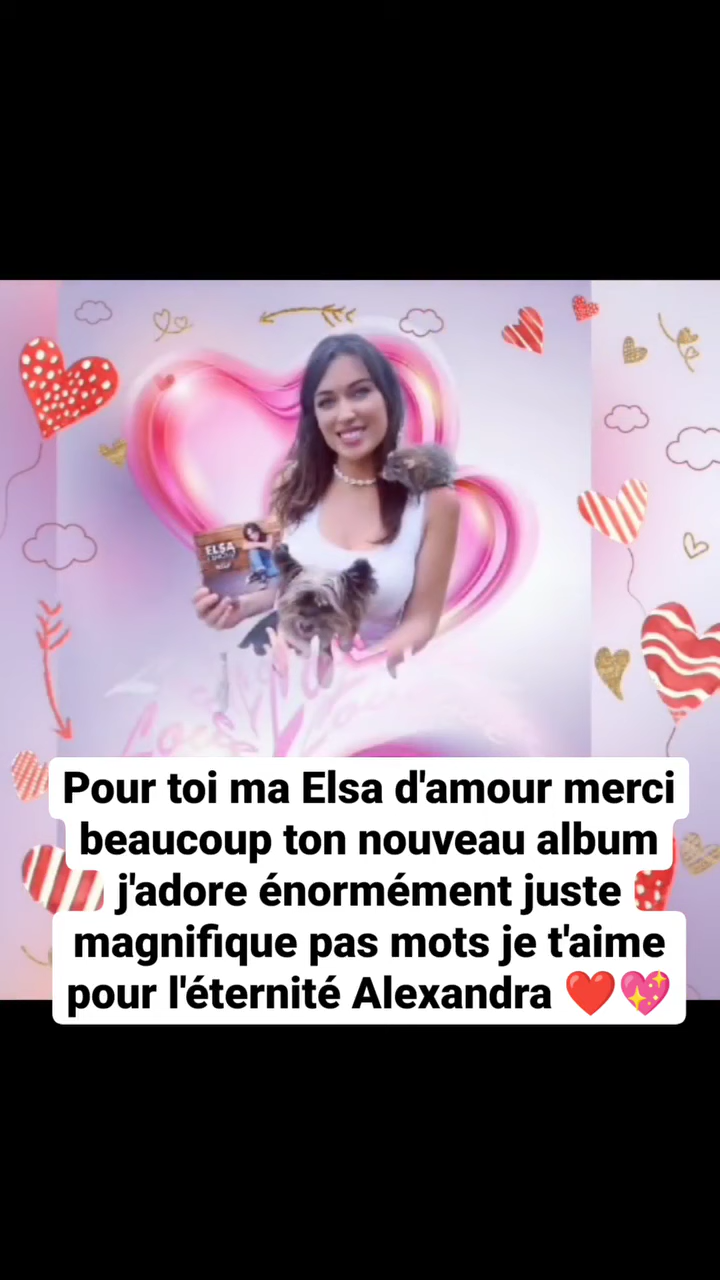 ELSA
Pour toi ma Elsa d'amour merci
beaucoup ton nouveau album
j'adore énormément juste
magnifique pas mots je t'aime
pour l'éternité Alexandra ❤️💖